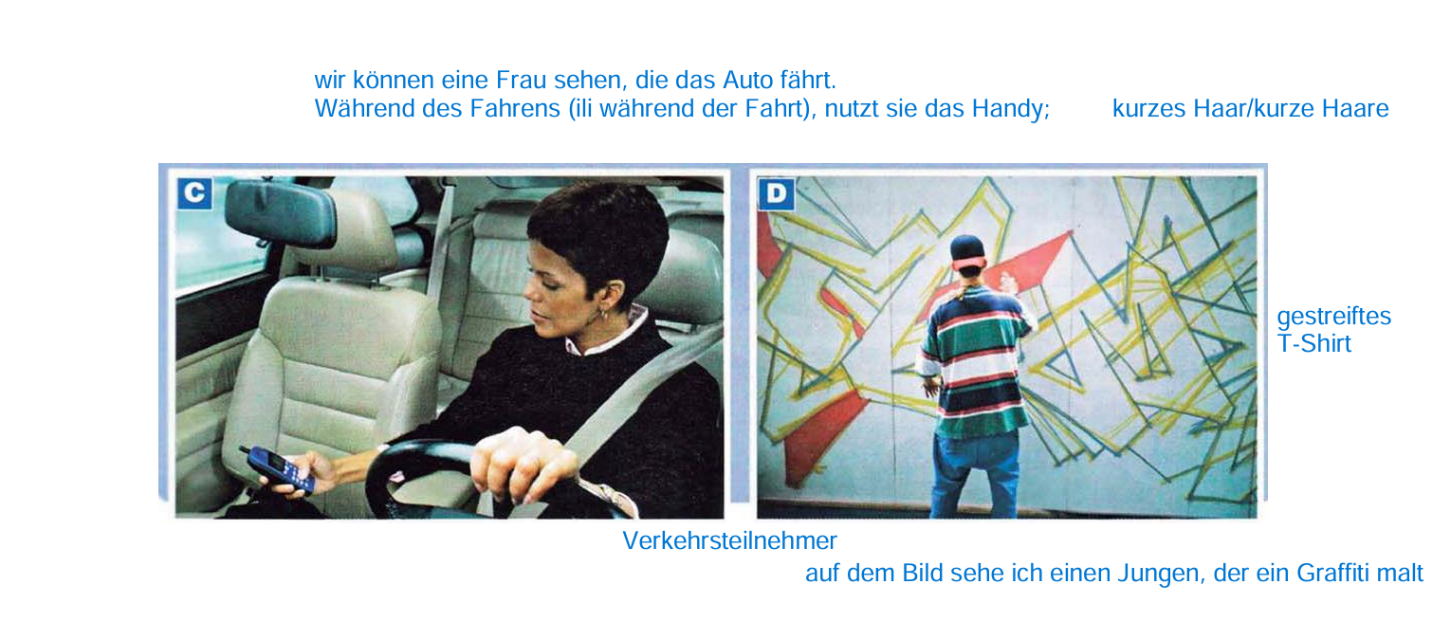 wir können eine Frau sehen, die das Auto fährt.
Während des Fahrens (ili während der Fahrt), nutzt sie das Handy;
kurzes Haar/kurze Haare
C
D
gestreiftes
T-Shirt
Verkehrsteilnehmer
auf dem Bild sehe ich einen Jungen, der ein Graffiti malt